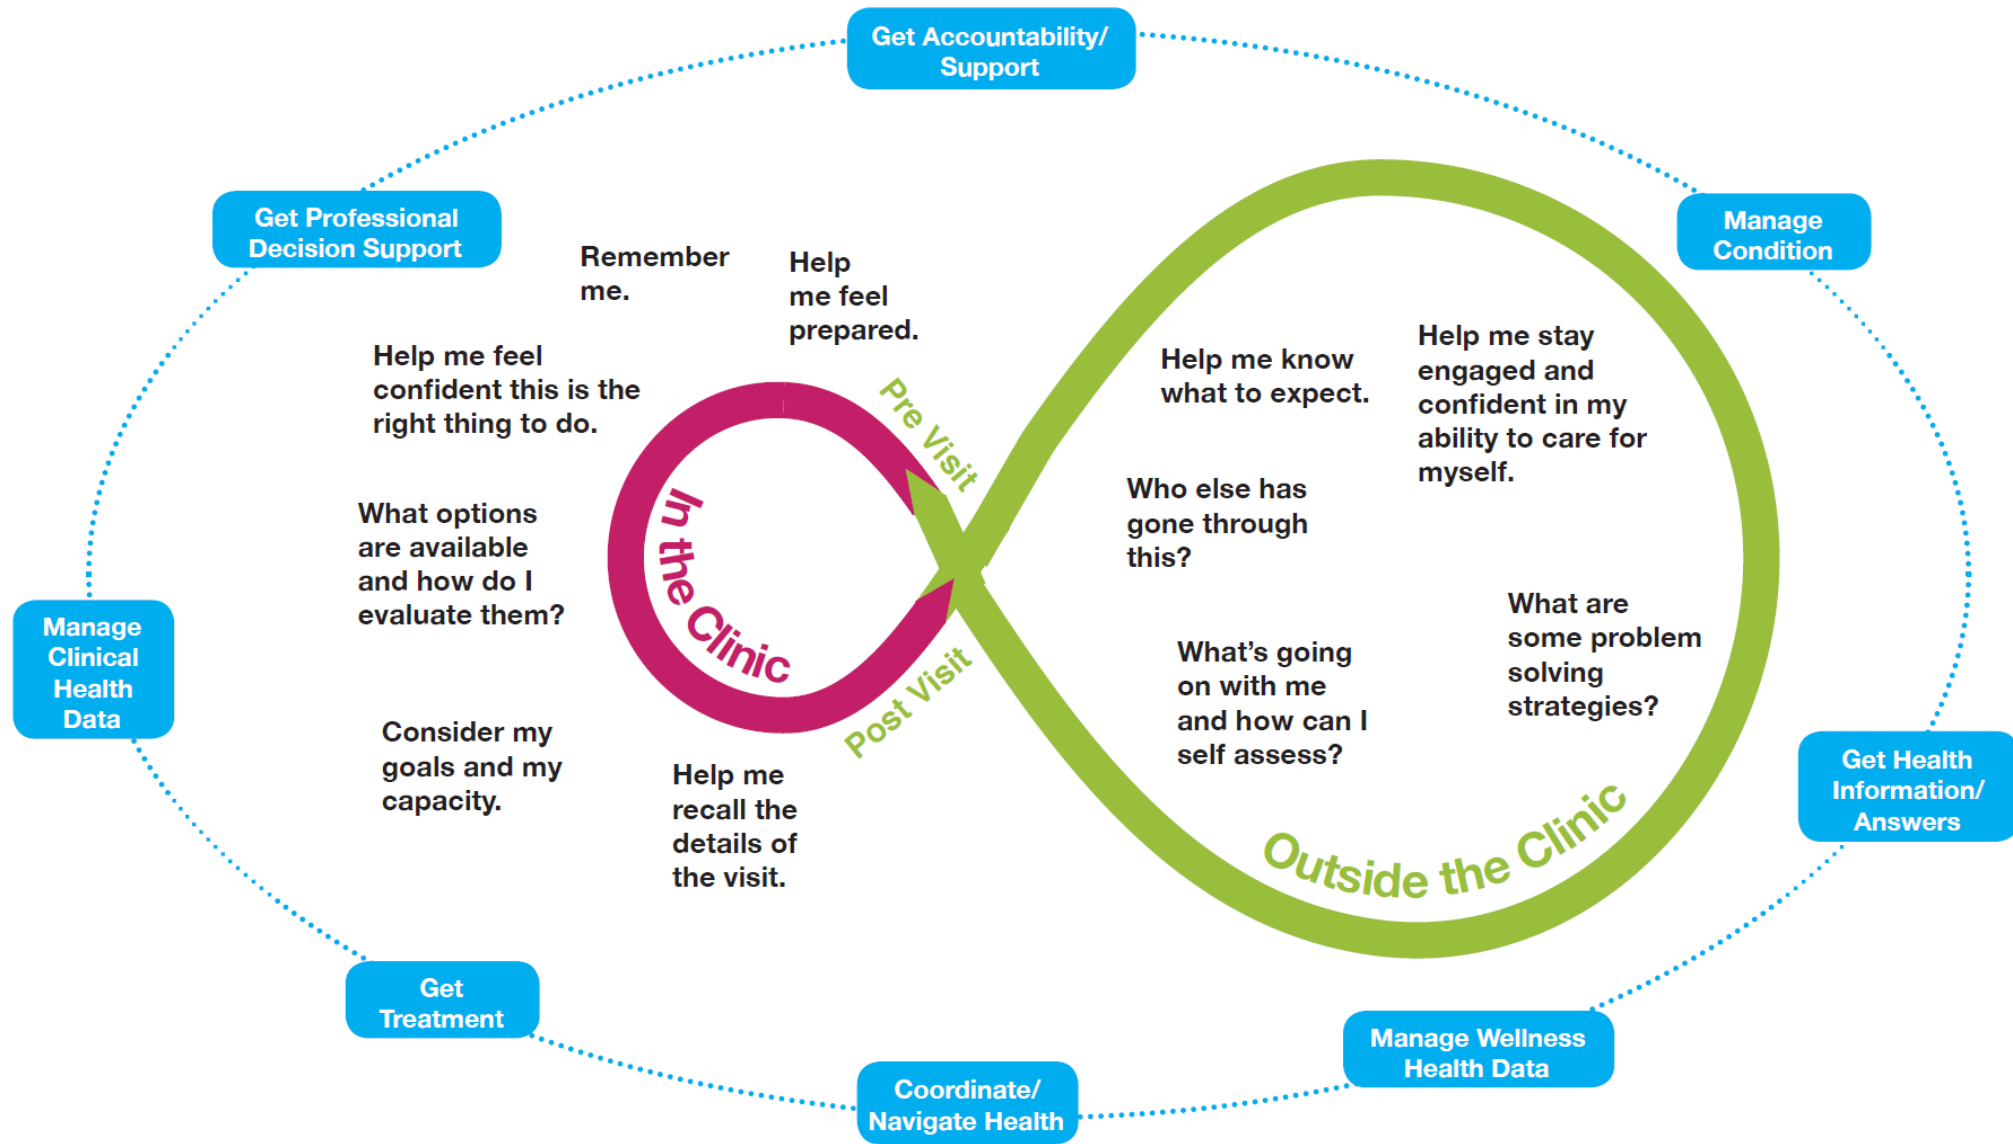 Get Accountability/
Support
Get Professional
Decision Support
Manage
Condition
Remember
me.
Help
me feel
prepared.
Help me feel
confident this is the
right thing to do.
Pre Visit
Help me know
what to expect.
Help me stay
engaged and
confident in my
ability to care for
myself.
What options
are available
and how do I
evaluate them?
In the Clinic
Who else has
gone through
this?
Manage
Clinical
Health
Data
Post Visit
What's going
on with me
and how can I
self assess?
What are
some problem
solving
strategies?
Consider my
goals and my
capacity.
Help me
recall the
details of
the visit.
Outside the Clinic
Get Health
Information/
Answers
Get
Treatment
Manage Wellness
Health Data
Coordinate/
Navigate Health